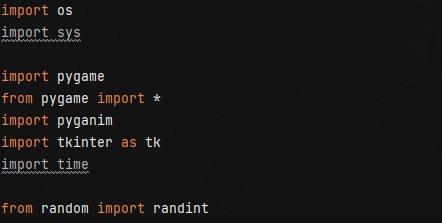 import os
import sys
import pygame
from pygame import *
import pyganim
import tkinter as tk
import time
from random import randint